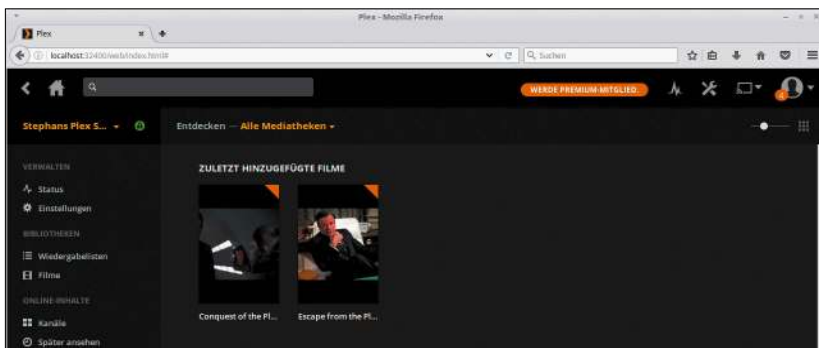 Plex - Mozilla Firefox
Plex
localhost:32400/web/index.html#
Suchen
WERDE PREMIUM-MITGLIED.
4
Stephans Plex S...
Entdecken — Alle Mediatheken
VERWALTEN
Status
Einstellungen
BIBLIOTHEKEN
Wiedergabelisten
Filme
ONLINE-INHALTE
Kanäle
Später ansehen
ZULETZT HINZUGEFÜGTE FILME
Conquest of the Pl...
Escape from the Pl...